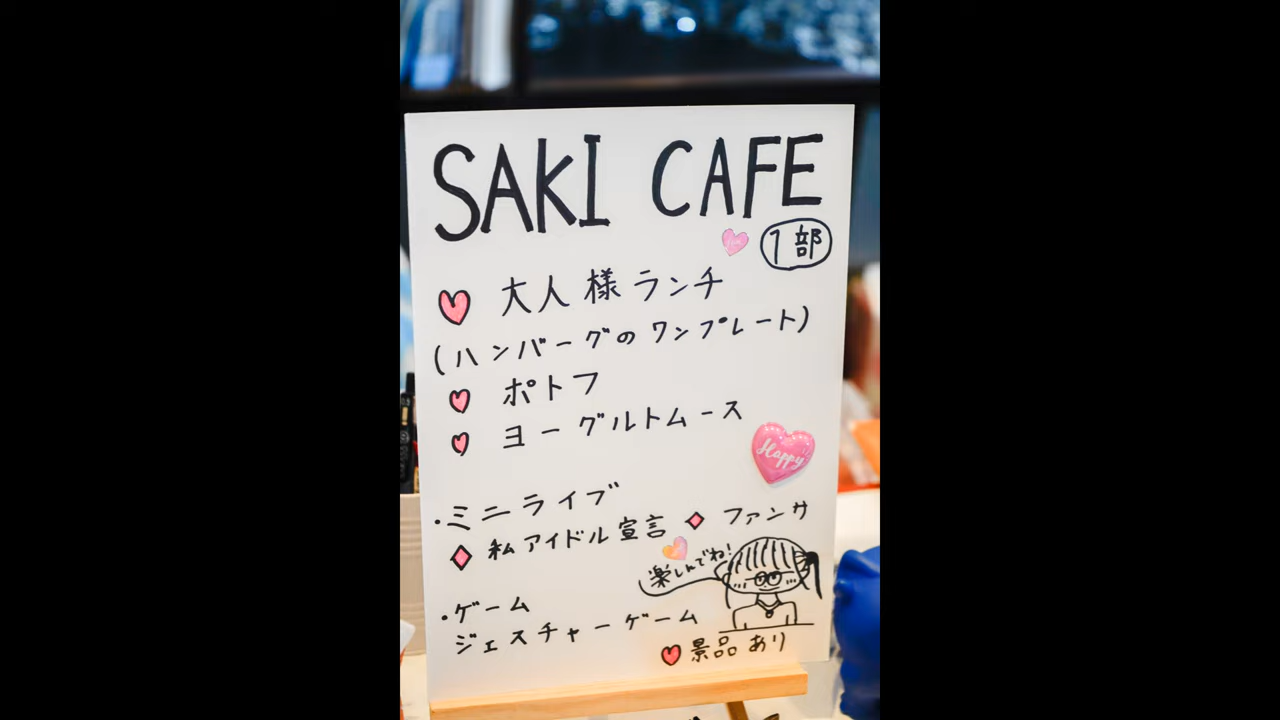 SAKI CAFE
1部
大人様ランチ
(ハンバーグのワンプレート)
ポトフ
ヨーグルトムース
Happy
・ミニライブ
私アイドル宣言 ファンサ
楽しんでね!
・ゲーム
ジェスチャーゲーム
景品あり